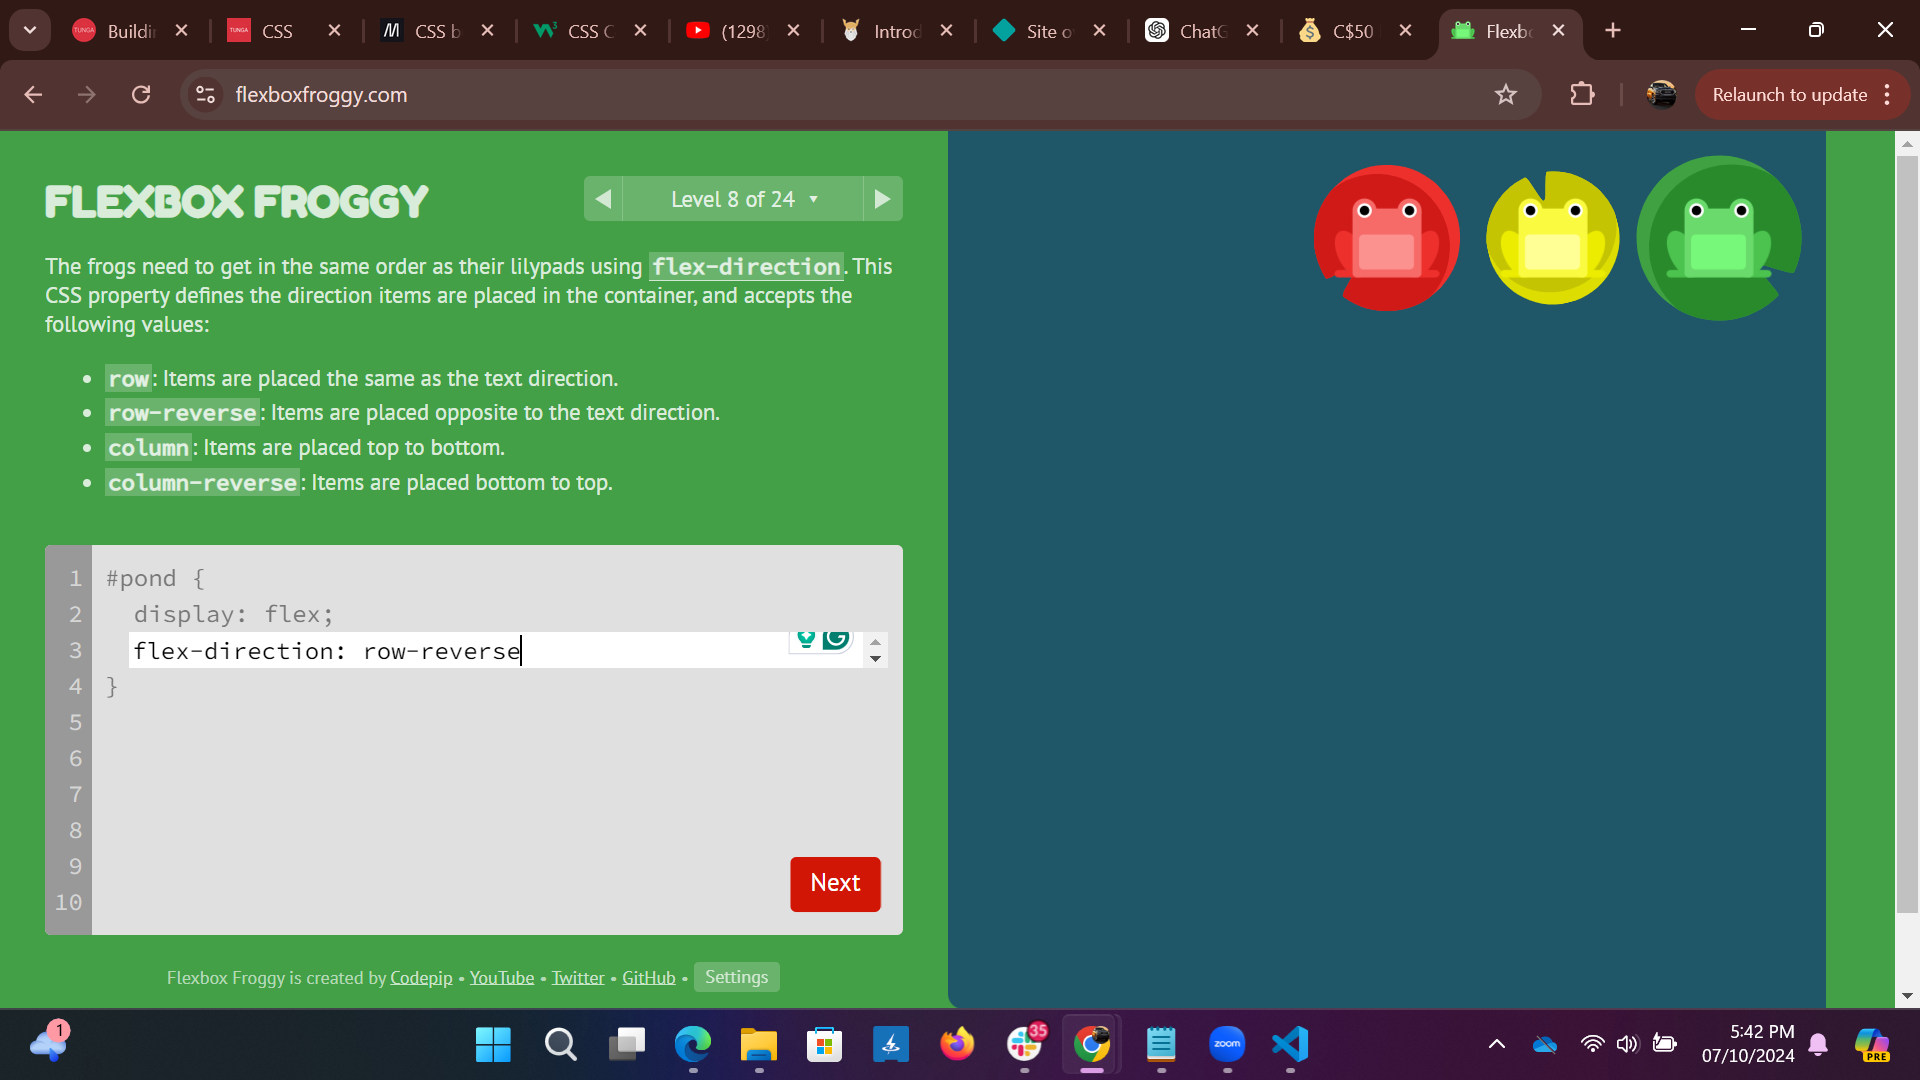 Buildi
CSS
CSS b
CSS C
(1298)
Introd
Site o
ChatG
C$50
Flexb
flexboxfroggy.com
Relaunch to update
FLEXBOX FROGGY
Level 8 of 24
The frogs need to get in the same order as their lilypads using flex-direction. This
CSS property defines the direction items are placed in the container, and accepts the
following values:
row: Items are placed the same as the text direction.
row-reverse: Items are placed opposite to the text direction.
column: Items are placed top to bottom.
column-reverse: Items are placed bottom to top.
1 #pond {
2 display: flex;
3 flex-direction: row-reverse
4 }
5
6
7
8
9
10
Next
Flexbox Froggy is created by Codepip • YouTube • Twitter • GitHub • Settings
1
35
zoom
5:42 PM
07/10/2024
PRE